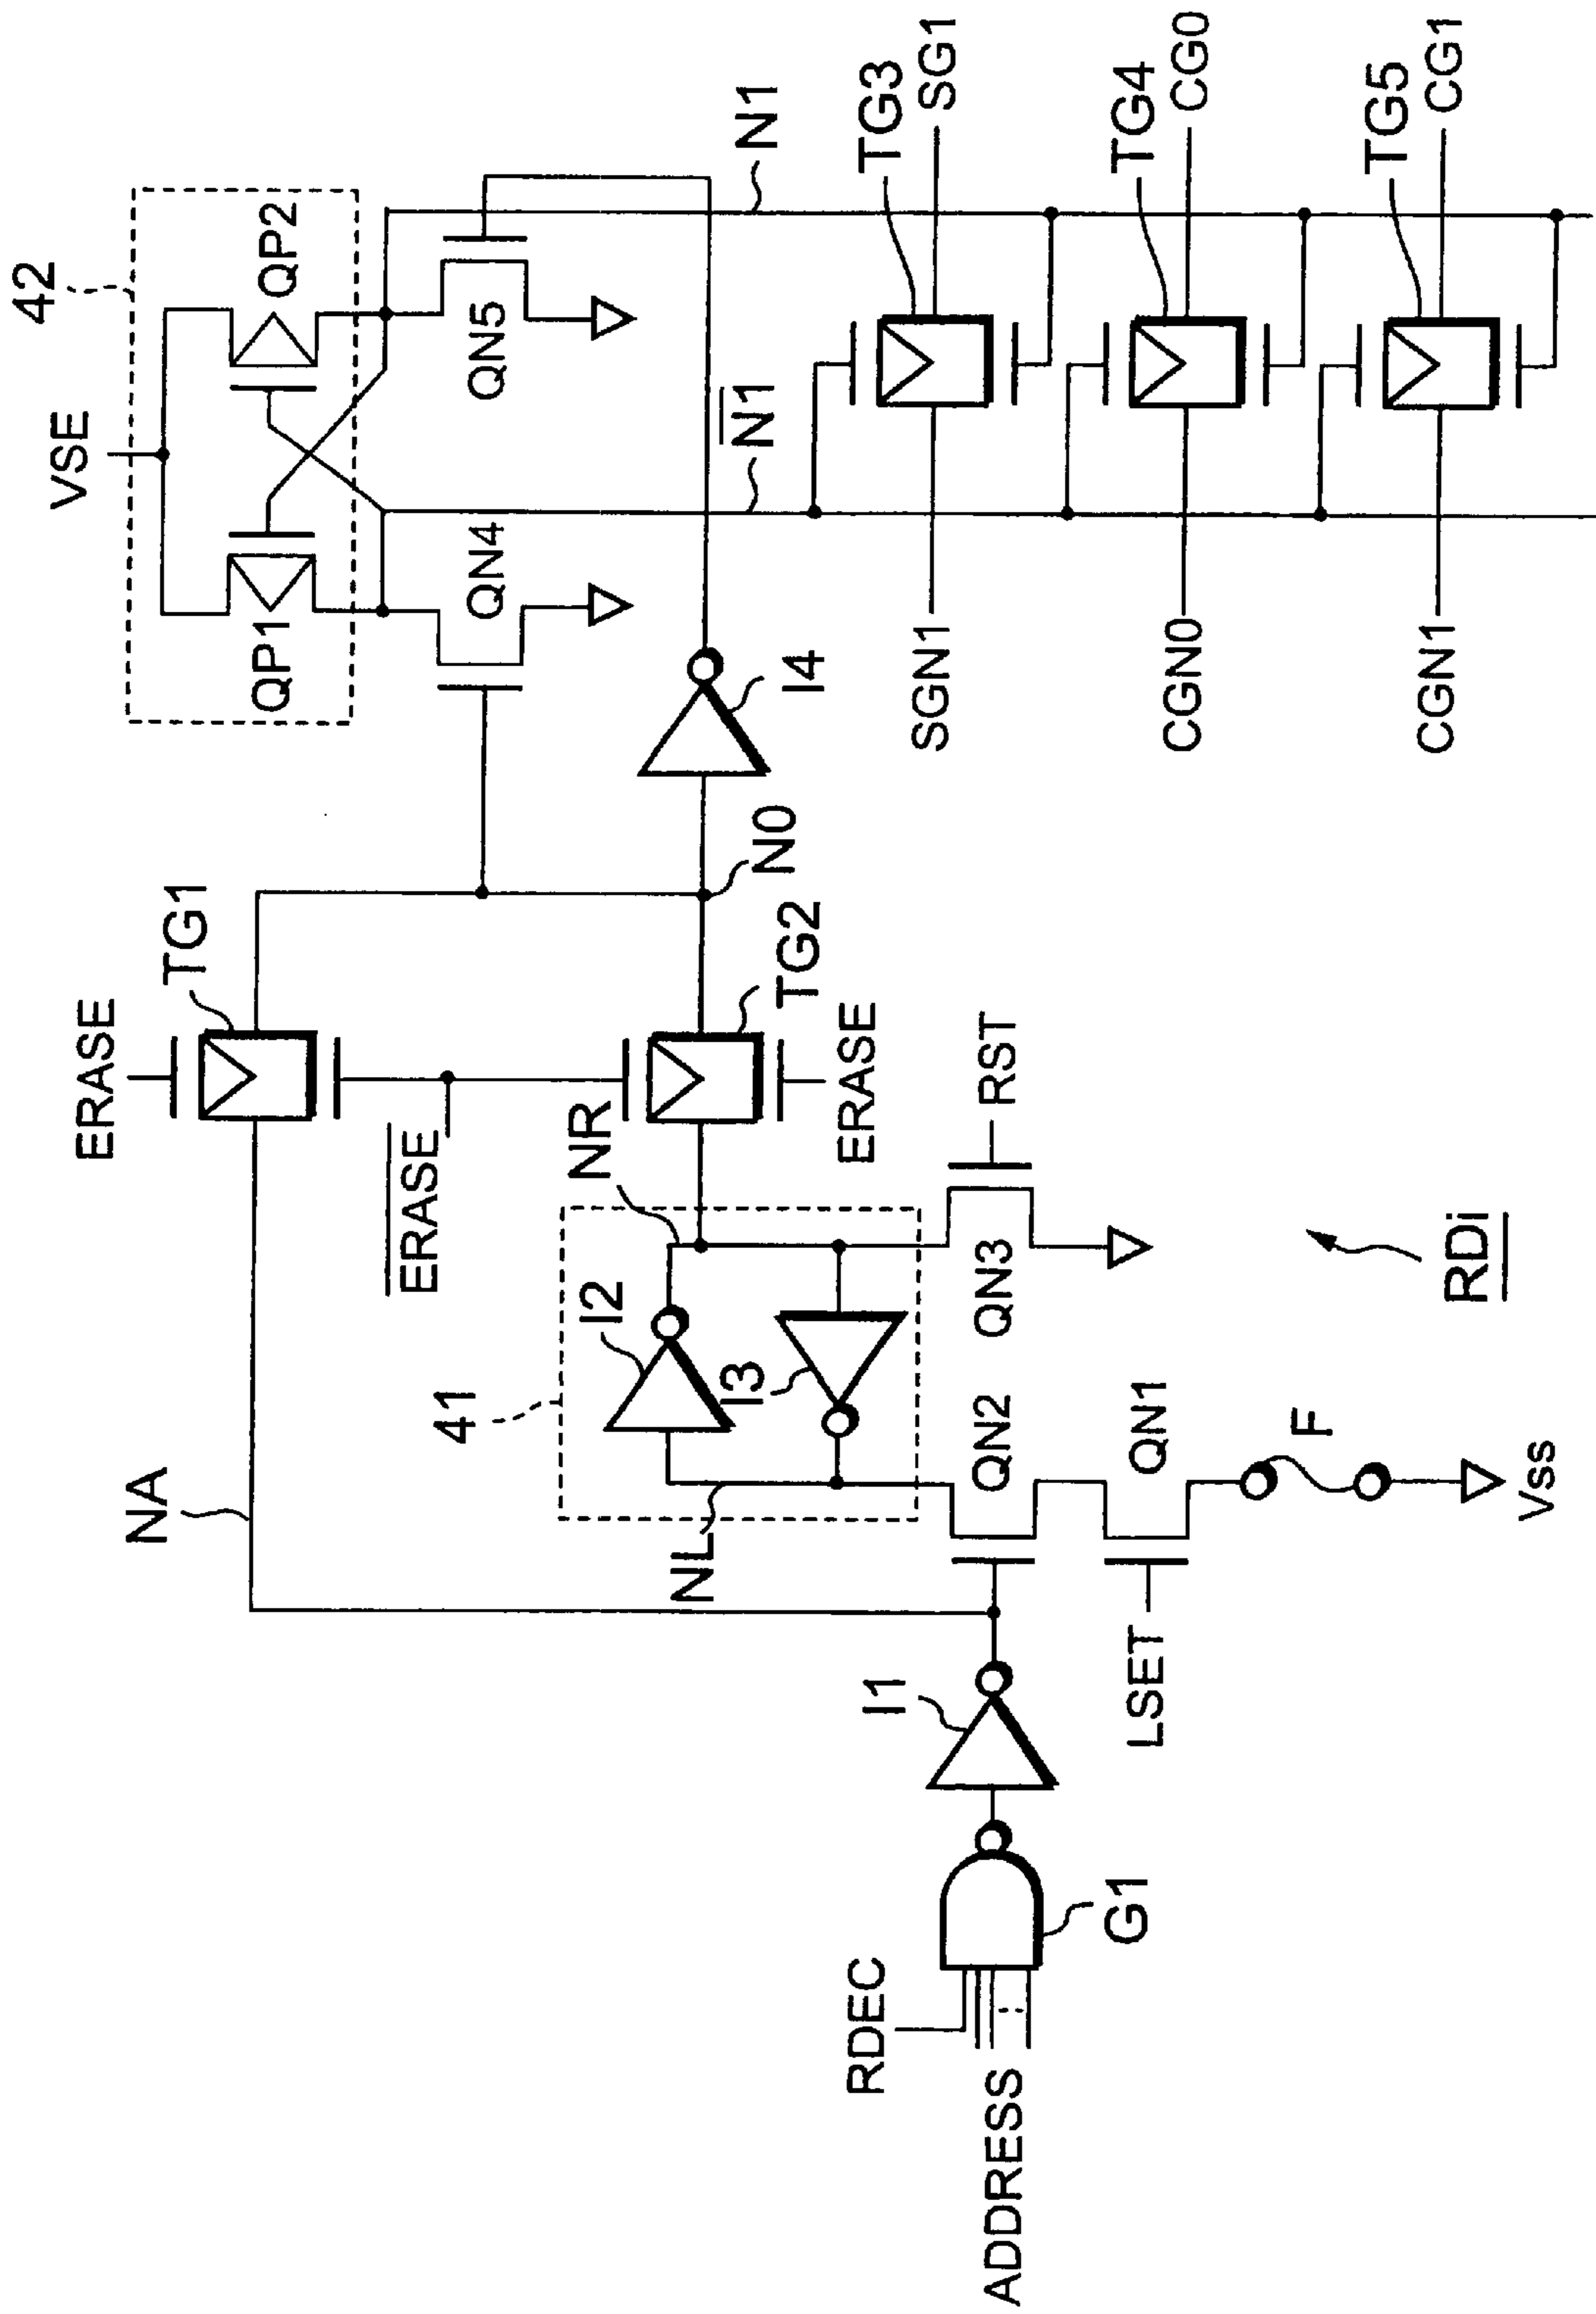 42
VSE
QP1
QP2
QN4
QN5
N1
N1
TG3
SG1
SGN1
TG4
CG0
CGN0
TG5
CG1
CGN1
I4
N0
ERASE
TG1
ERASE
NA
NR
TG2
ERASE
41
I2
I3
NL
RST
QN3
QN2
QN1
F
Vss
LSET
I1
G1
RDEC
ADDRESS
RDi